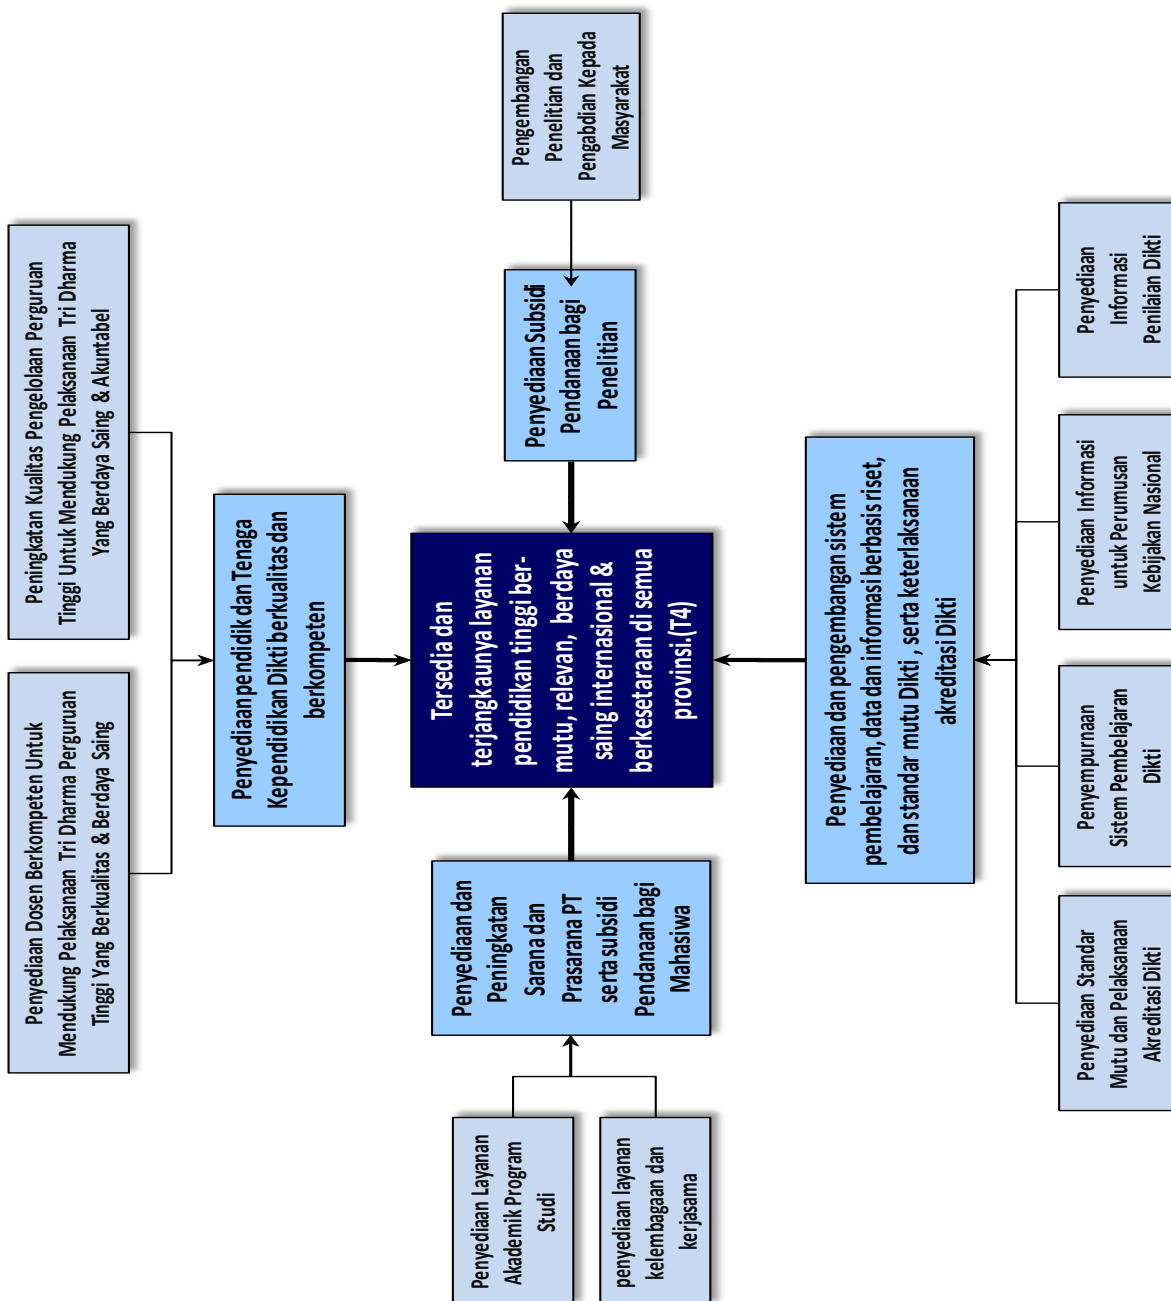 Penyediaan Dosen Berkompeten Untuk
Mendukung Pelaksanaan Tri Dharma Perguruan
Tinggi Yang Berkualitas & Berdaya Saing
Peningkatan Kualitas Pengelolaan Perguruan
Tinggi Untuk Mendukung Pelaksanaan Tri Dharma
Yang Berdaya Saing & Akuntabel
Penyediaan pendidik dan Tenaga
Kependidikan Dikti berkualitas dan
berkompeten
Penyediaan Layanan
Akademik Program
Studi
penyediaan layanan
kelembagaan dan
kerjasama
Penyediaan dan
Peningkatan
Sarana dan
Prasarana PT
serta subsidi
Pendanaan bagi
Mahasiwa
Tersedia dan
terjangkaunya layanan
pendidikan tinggi ber-
mutu, relevan, berdaya
saing internasional &
berkesetaraan di semua
provinsi.(T4)
Penyediaan Subsidi
Pendanaan bagi
Penelitian
Pengembangan
Penelitian dan
Pengabdian Kepada
Masyarakat
Penyediaan dan pengembangan sistem
pembelajaran, data dan informasi berbasis riset,
dan standar mutu Dikti , serta keterlaksanaan
akreditasi Dikti
Penyediaan Standar
Mutu dan Pelaksanaan
Akreditasi Dikti
Penyempurnaan
Sistem Pembelajaran
Dikti
Penyediaan Informasi
untuk Perumusan
Kebijakan Nasional
Penyediaan
Informasi
Penilaian Dikti